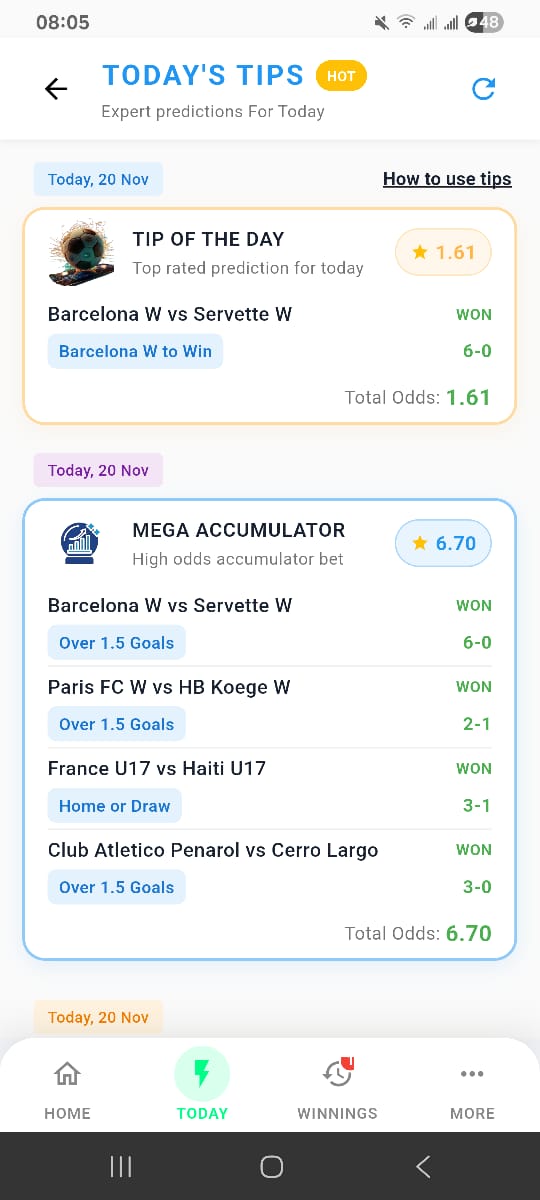 08:05
48
TODAY'S TIPS HOT
Expert predictions For Today
Today, 20 Nov How to use tips
TIP OF THE DAY
Top rated prediction for today
1.61
Barcelona W vs Servette W WON
Barcelona W to Win 6-0
Total Odds: 1.61
Today, 20 Nov
MEGA ACCUMULATOR
High odds accumulator bet
6.70
Barcelona W vs Servette W WON
Over 1.5 Goals 6-0
Paris FC W vs HB Koege W WON
Over 1.5 Goals 2-1
France U17 vs Haiti U17 WON
Home or Draw 3-1
Club Atletico Penarol vs Cerro Largo WON
Over 1.5 Goals 3-0
Total Odds: 6.70
Today, 20 Nov
HOME TODAY WINNINGS MORE